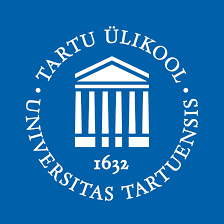 TARTU ÜLIKOOL
1632
· UNIVERSITAS TARTUENSIS ·